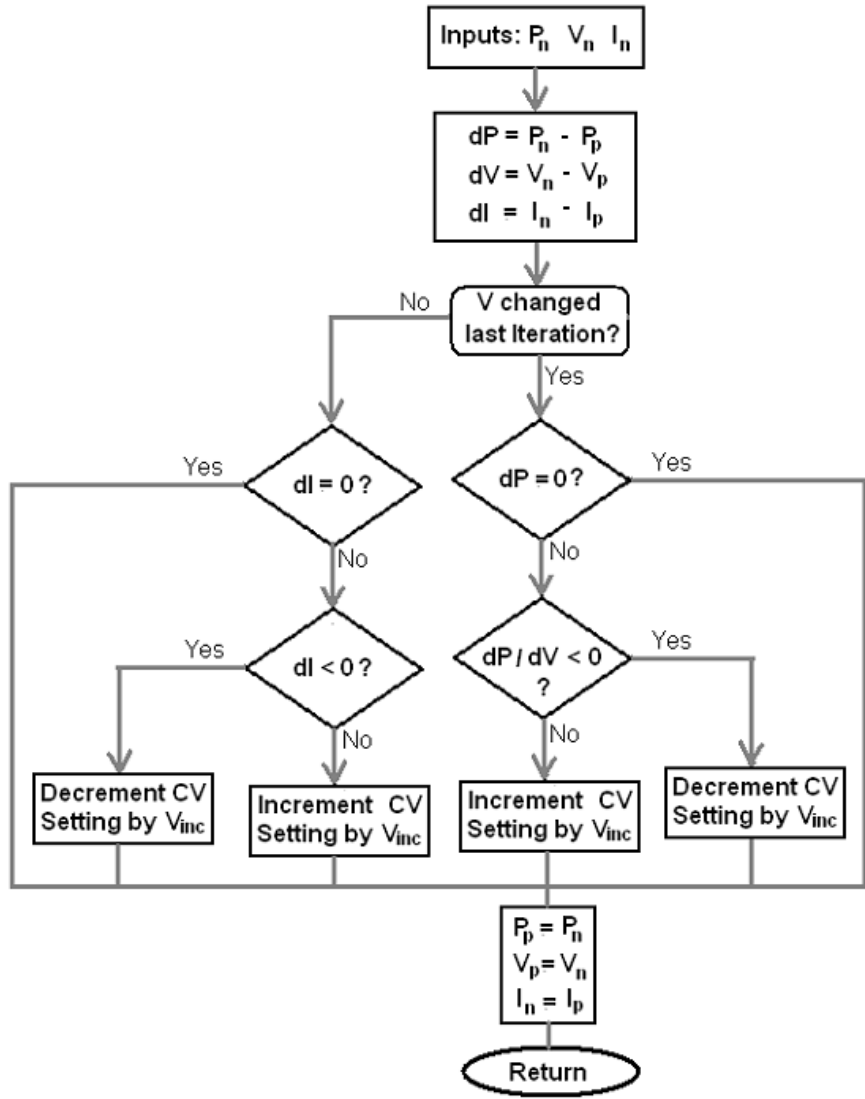 Inputs: Pn Vn In
dP = Pn - Pp
dV = Vn - Vp
dI = In - Ip
No
V changed
last Iteration?
Yes
Yes
dI = 0 ?
No
dP = 0 ?
Yes
No
Yes
dI < 0 ?
No
dP / dV < 0
?
Yes
No
Decrement CV
Setting by Vinc
Increment CV
Setting by Vinc
Increment CV
Setting by Vinc
Decrement CV
Setting by Vinc
Pp = Pn
Vp = Vn
In = Ip
Return